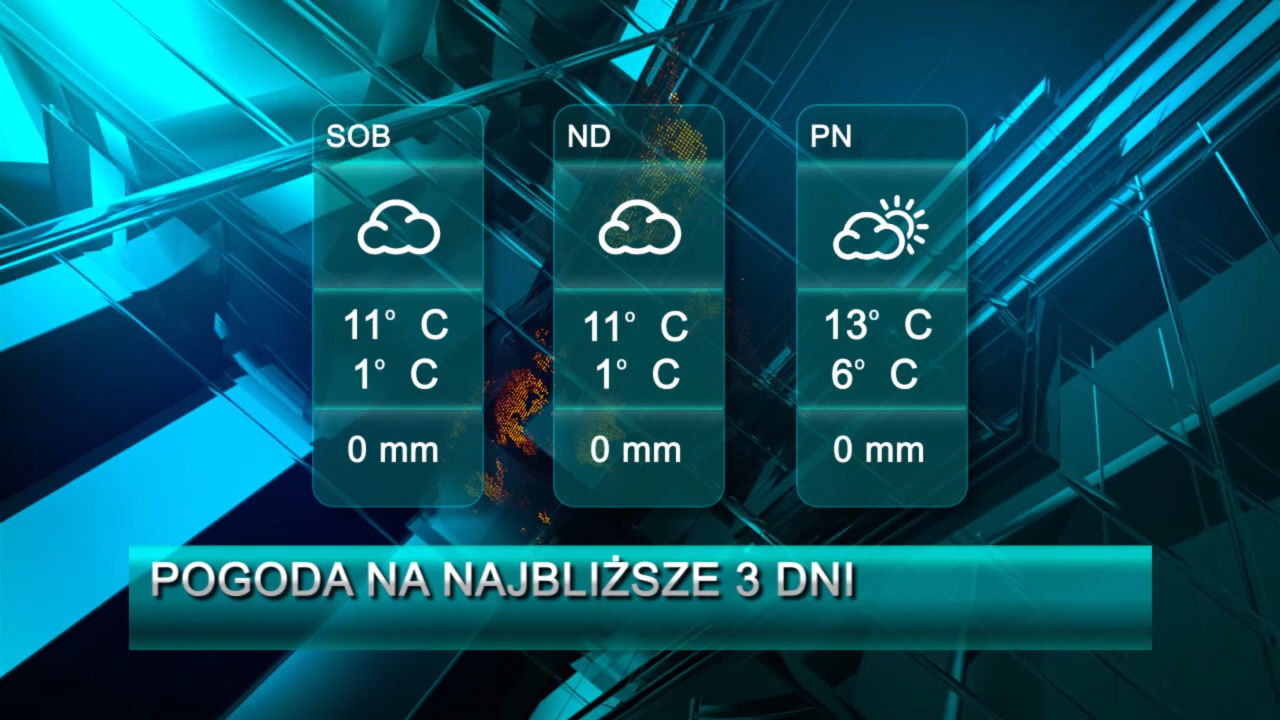 SOB
ND
PN
11° C
1° C
0 mm
11° C
1° C
0 mm
13° C
6° C
0 mm
POGODA NA NAJBLIŻSZE 3 DNI